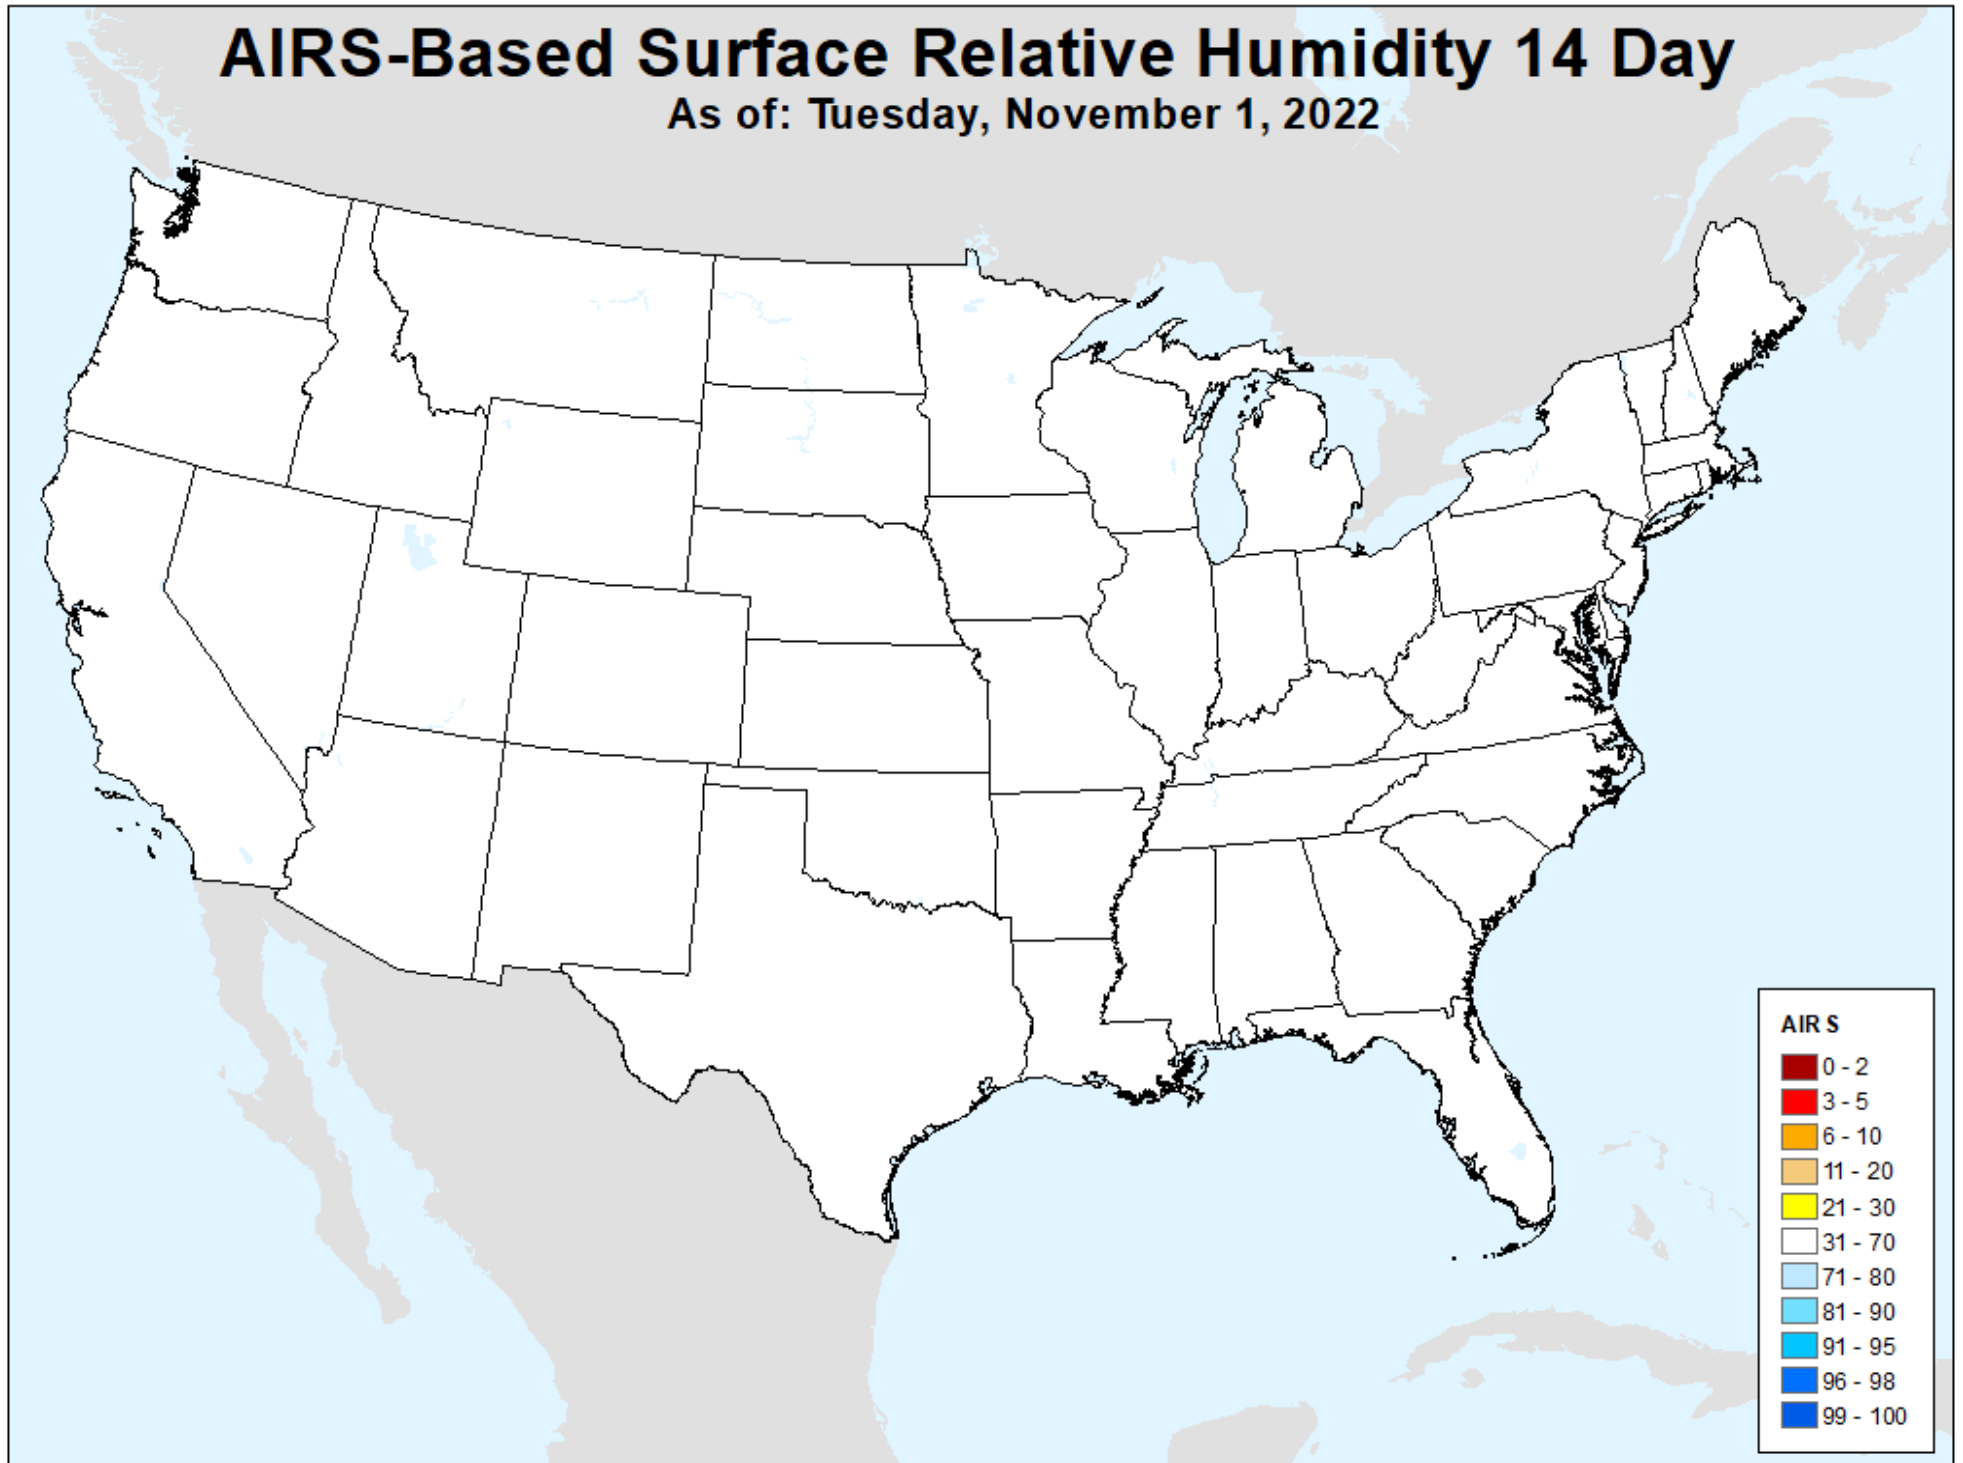 AIRS-Based Surface Relative Humidity 14 Day
As of: Tuesday, November 1, 2022
AIRS
0 - 2
3 - 5
6 - 10
11 - 20
21 - 30
31 - 70
71 - 80
81 - 90
91 - 95
96 - 98
99 - 100